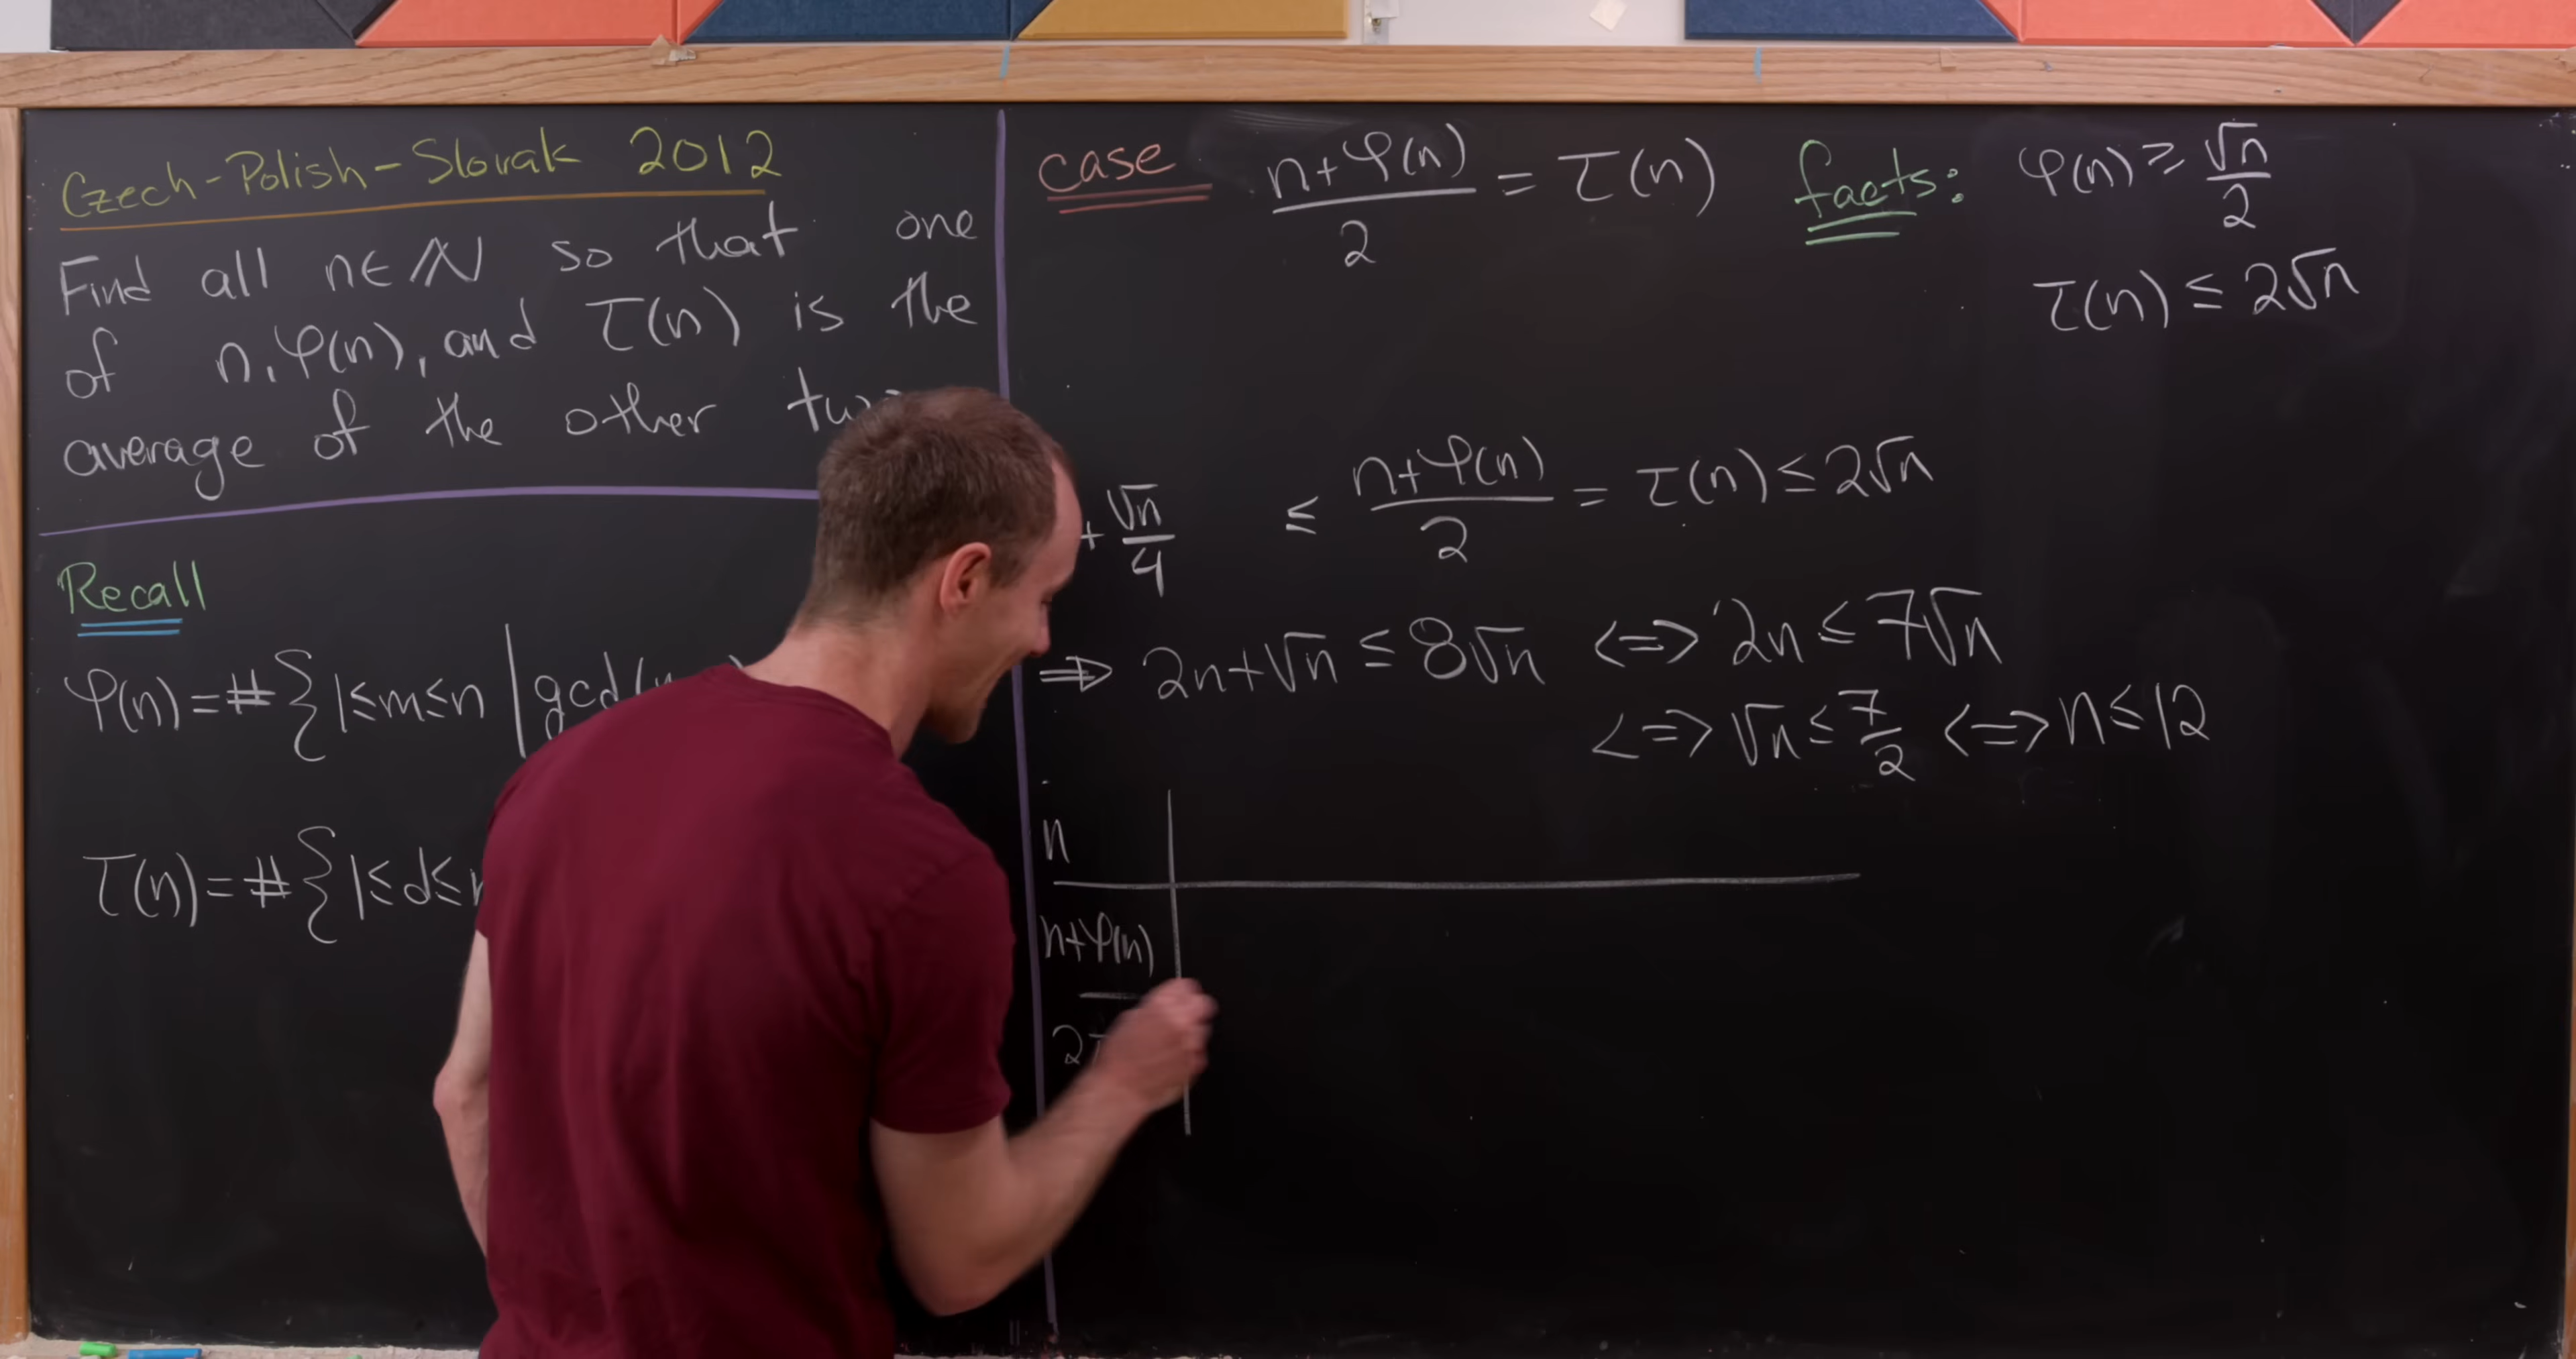 Czech-Polish-Slovak 2012
Find all n∈ℕ so that one
of n, φ(n), and τ(n) is the
average of the other
Recall
φ(n)=#{1≤m≤n | gcd(
τ(n)=#{1≤d≤
case (n+φ(n))/2 = τ(n)
facts: φ(n) ≥ √n/2
τ(n) ≤ 2√n
+ √n/4 ≤ (n+φ(n))/2 = τ(n) ≤ 2√n
⇒ 2n+√n ≤ 8√n ⇔ 2n ≤ 7√n
⇔ √n ≤ 7/2 ⇔ n ≤ 12
n
n+φ(n)
2